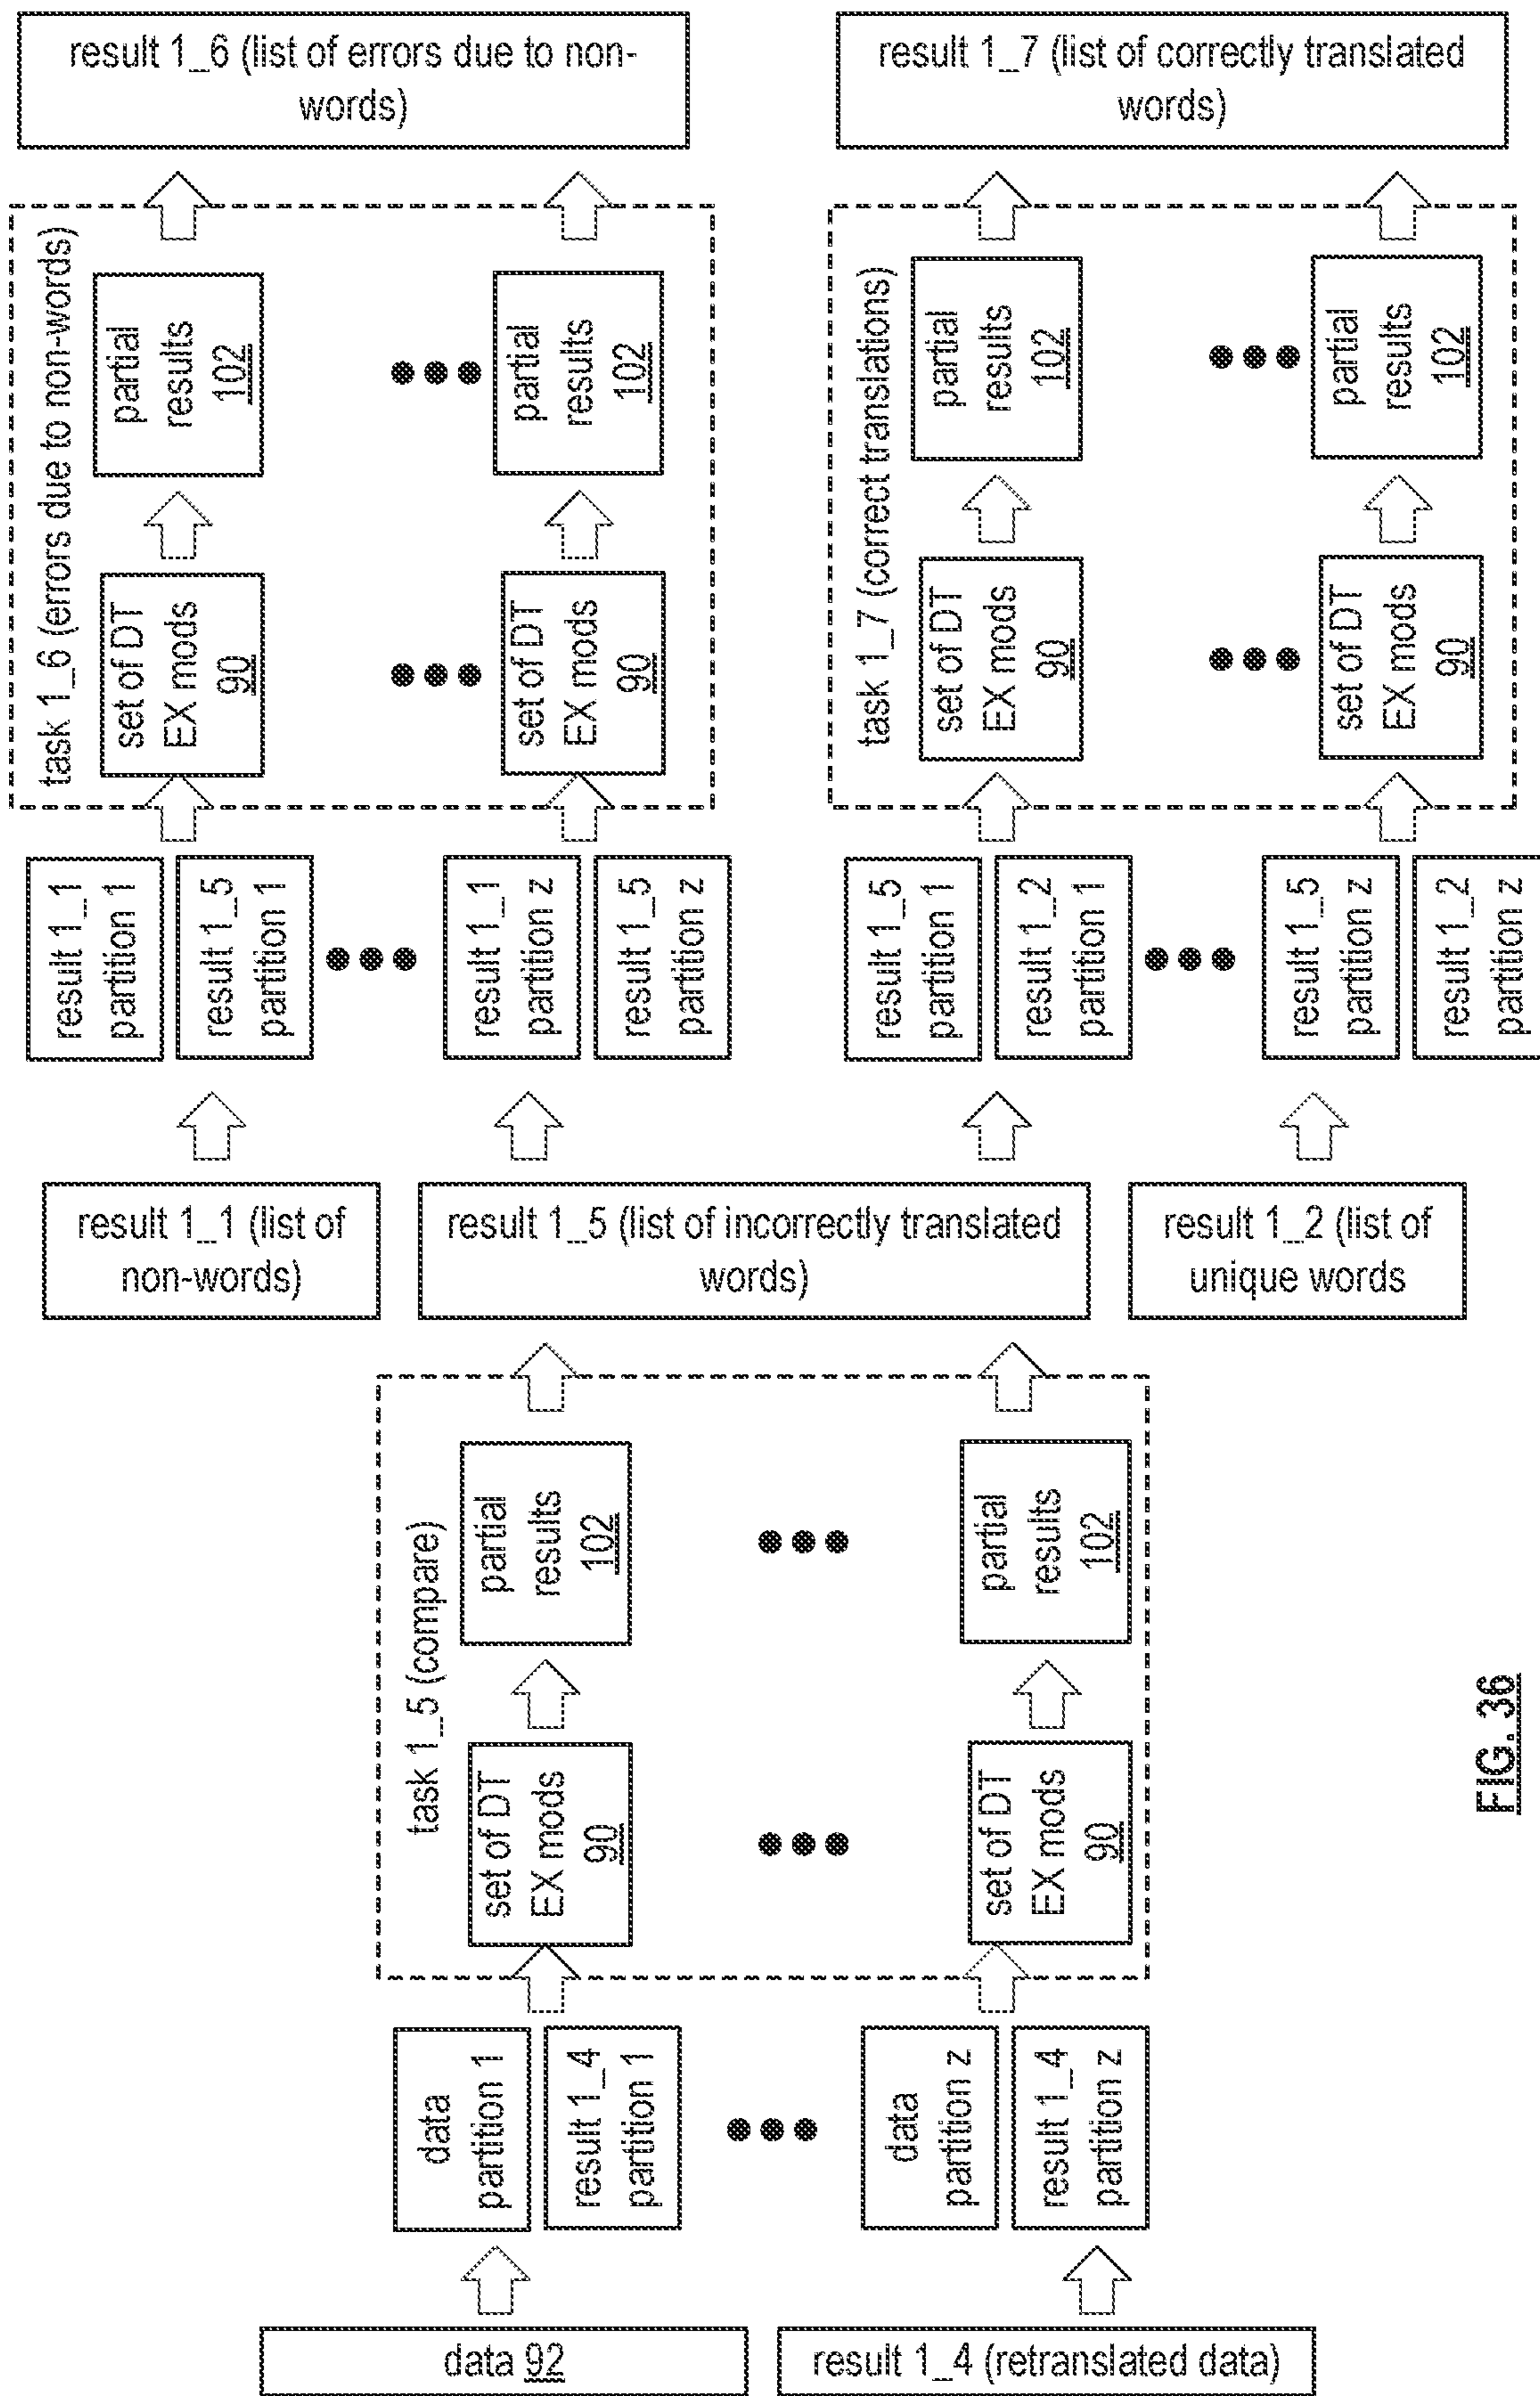 data 92
result 1_4 (retranslated data)
data
partition 1
result 1_4
partition 1
data
partition z
result 1_4
partition z
task 1_5 (compare)
set of DT
EX mods
90
partial
results
102
set of DT
EX mods
90
partial
results
102
result 1_1 (list of
non-words)
result 1_5 (list of incorrectly translated
words)
result 1_2 (list of
unique words
result 1_1
partition 1
result 1_5
partition 1
result 1_1
partition z
result 1_5
partition z
task 1_6 (errors due to non-words)
set of DT
EX mods
90
partial
results
102
set of DT
EX mods
90
partial
results
102
result 1_6 (list of errors due to non-
words)
result 1_5
partition 1
result 1_2
partition 1
result 1_5
partition z
result 1_2
partition z
task 1_7 (correct translations)
set of DT
EX mods
90
partial
results
102
set of DT
EX mods
90
partial
results
102
result 1_7 (list of correctly translated
words)
FIG. 36